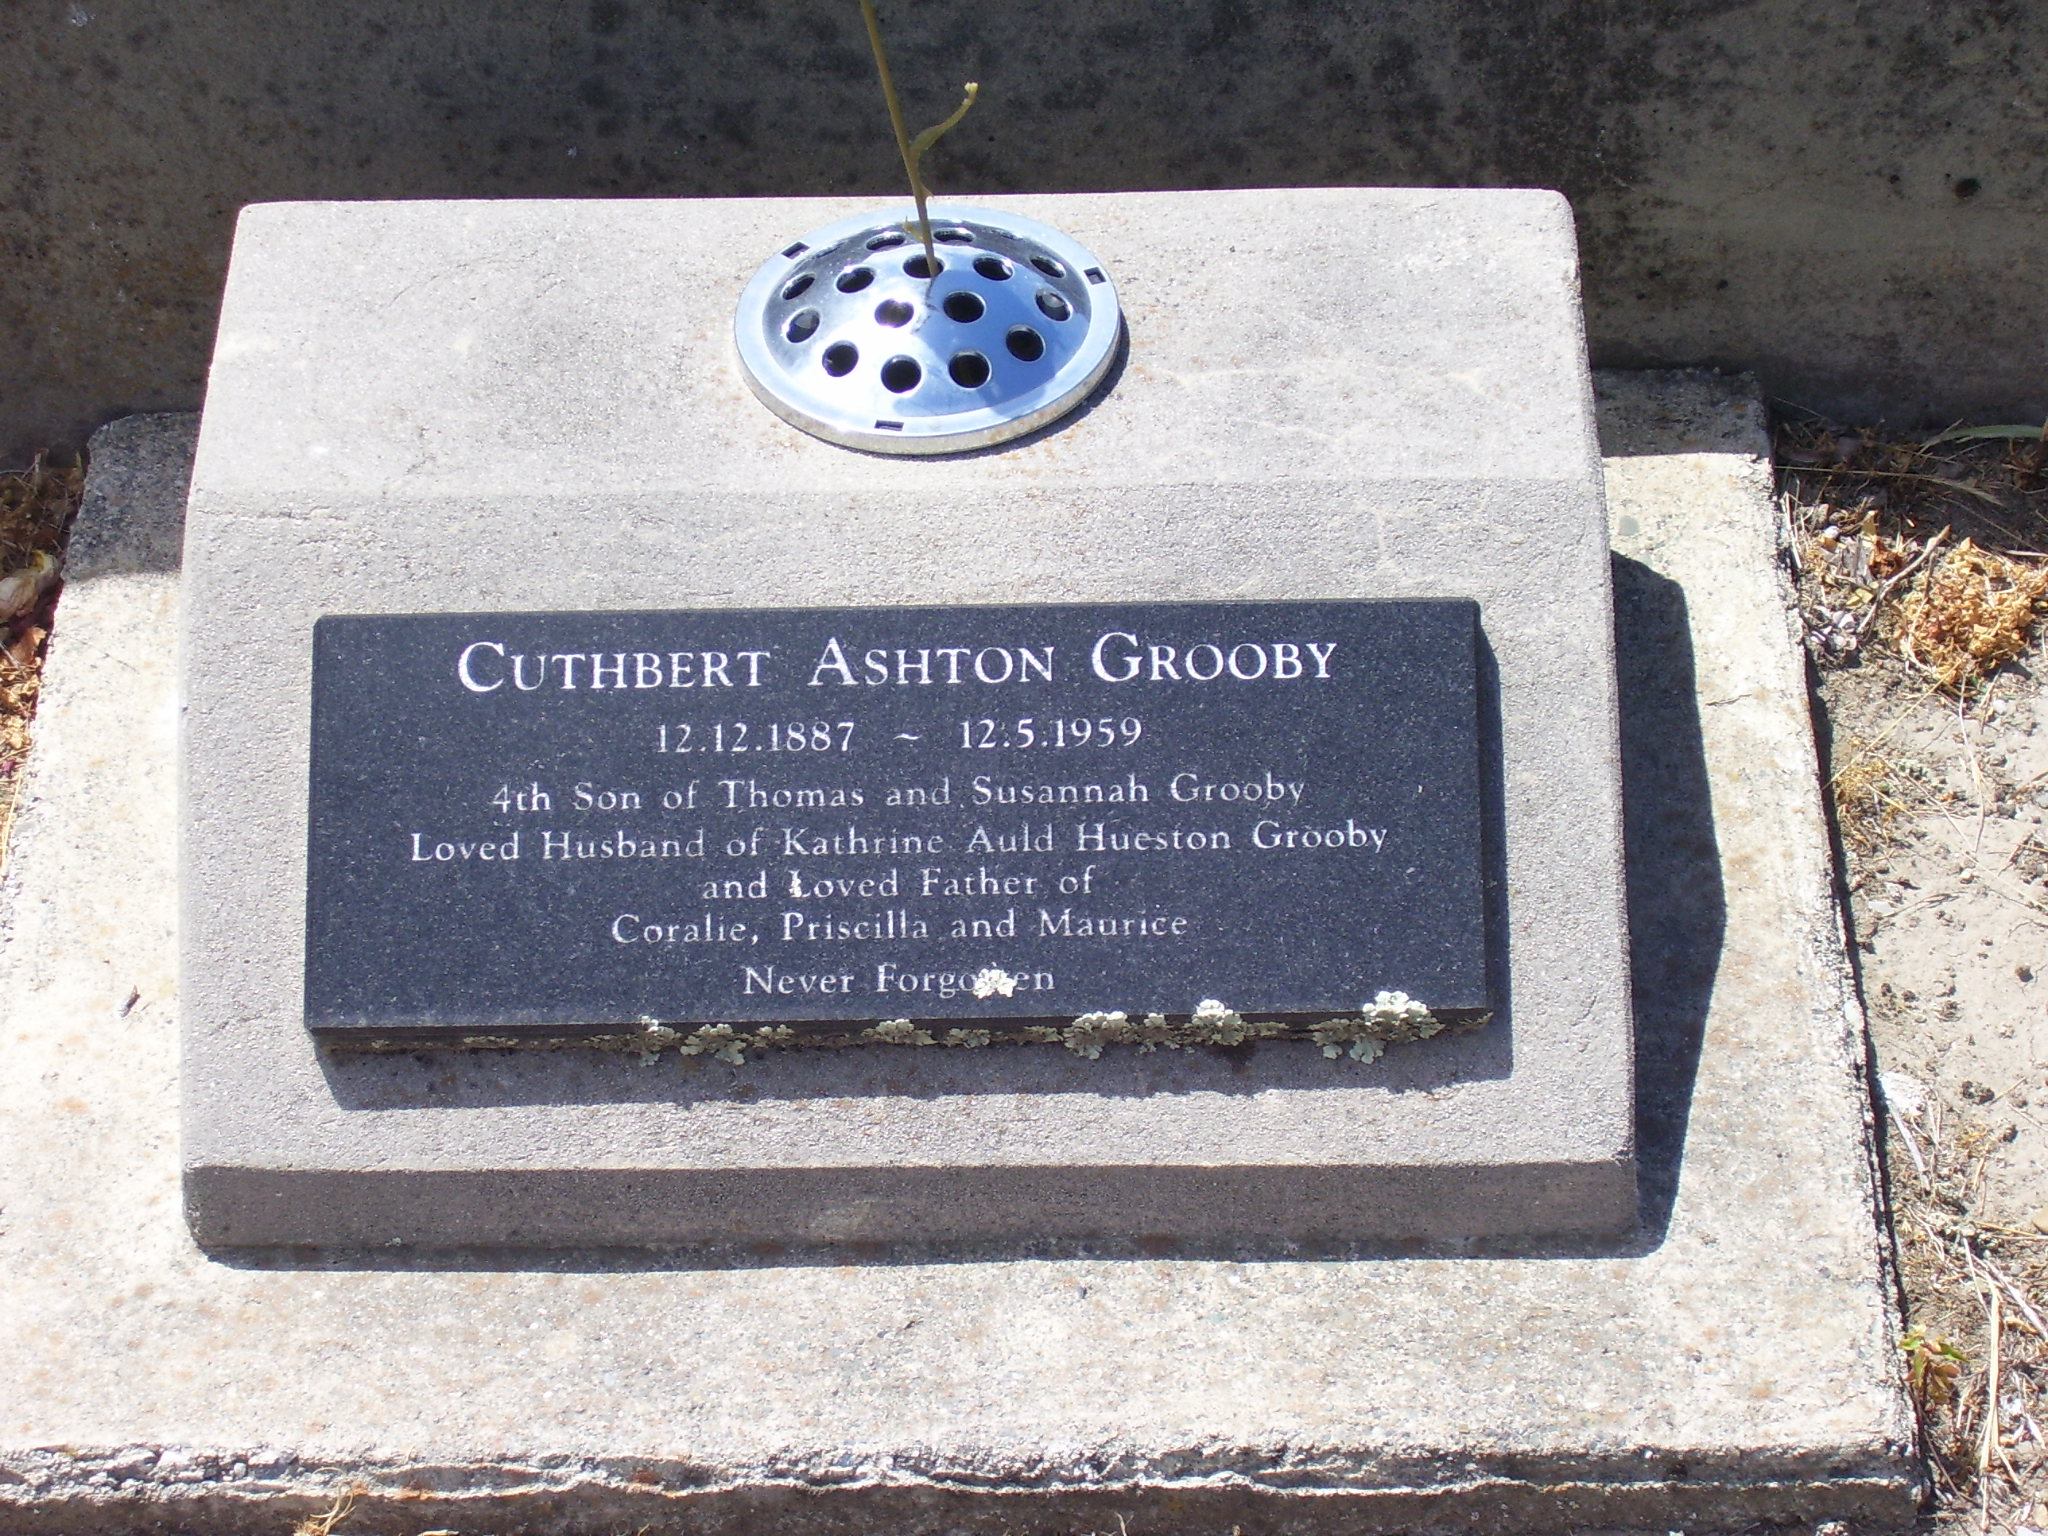 CUTHBERT ASHTON GROOBY
12.12.1887 ~ 12.5.1959
4th Son of Thomas and Susannah Grooby
Loved Husband of Kathrine Auld Hueston Grooby
and Loved Father of
Coralie, Priscilla and Maurice
Never Forgotten